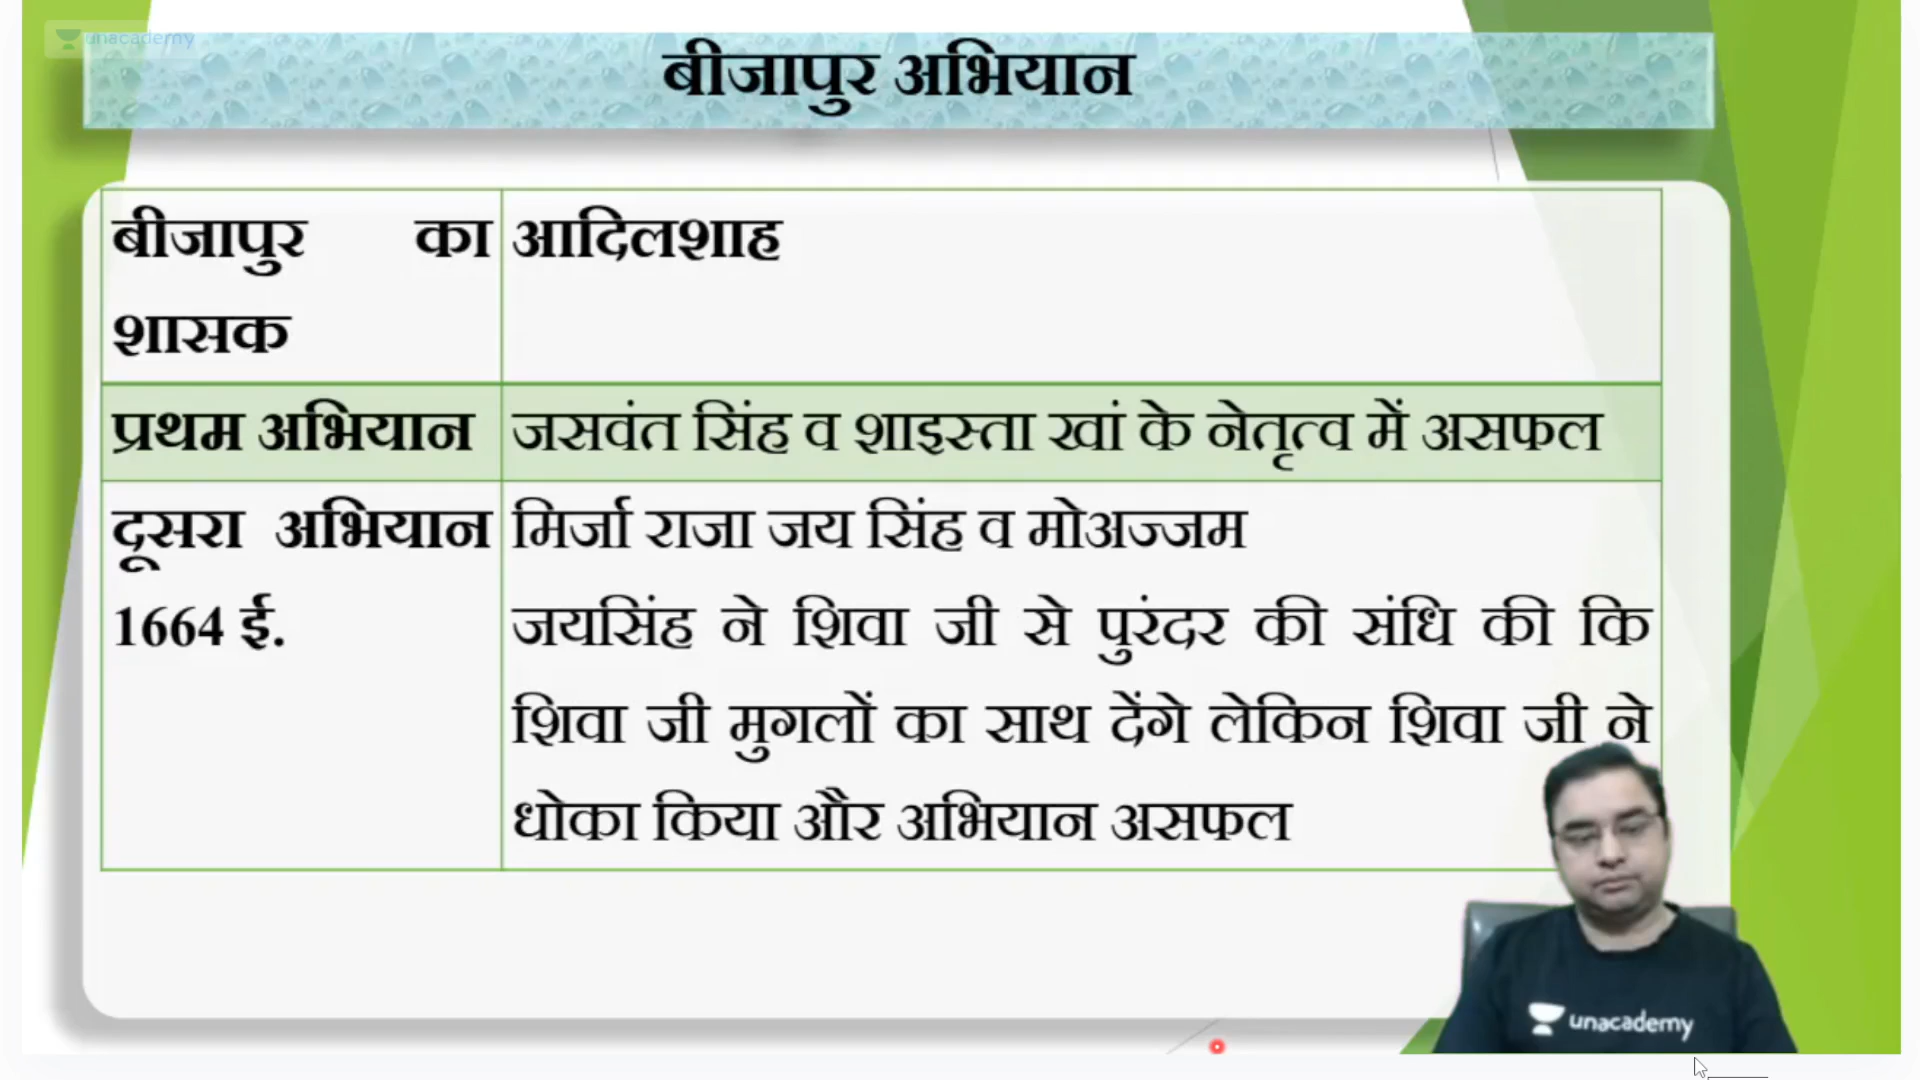 unacademy
बीजापुर अभियान
बीजापुर का आदिलशाह
शासक
प्रथम अभियान जसवंत सिंह व शाइस्ता खां के नेतृत्व में असफल
दूसरा अभियान मिर्जा राजा जय सिंह व मोअज्जम
1664 ई. जयसिंह ने शिवा जी से पुरंदर की संधि की कि
शिवा जी मुगलों का साथ देंगे लेकिन शिवा जी ने
धोका किया और अभियान असफल
unacademy